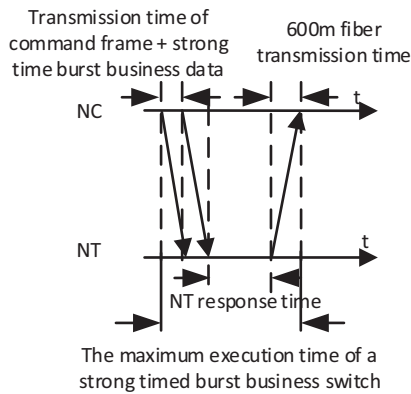 Transmission time of
command frame + strong
time burst business data
600m fiber
transmission time
t
NC
t
NT
NT response time
The maximum execution time of a
strong timed burst business switch